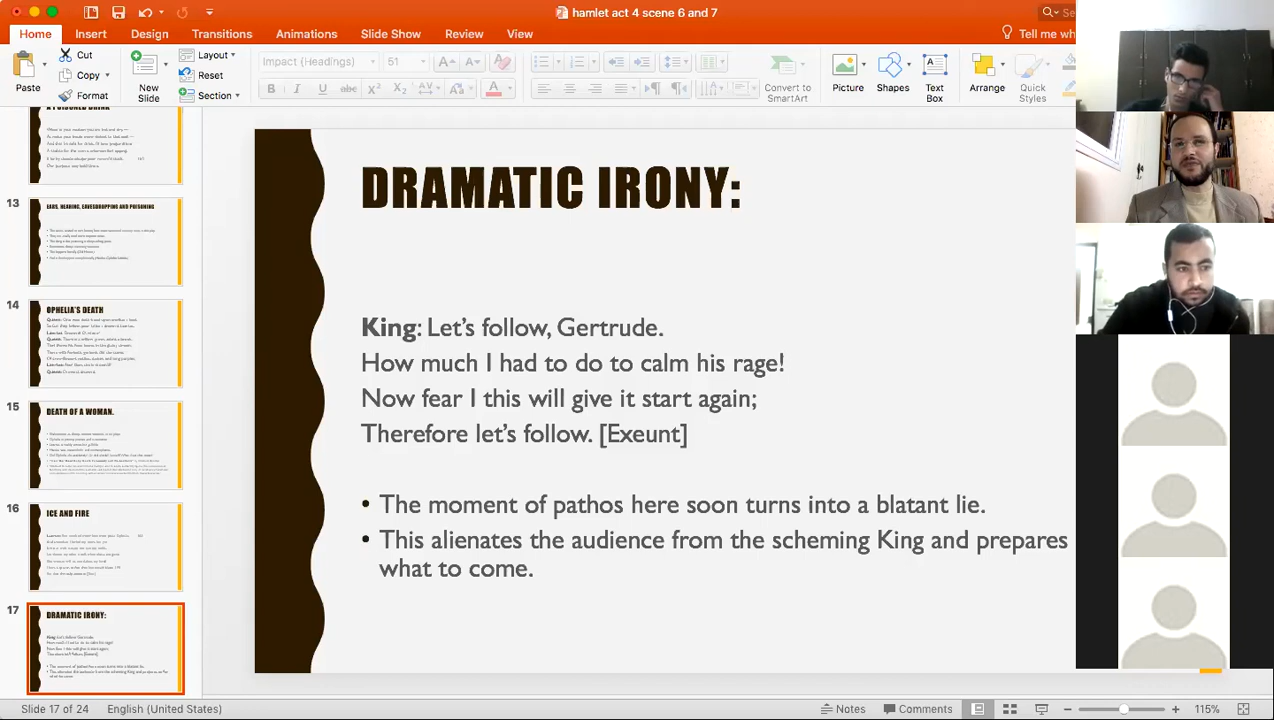 hamlet act 4 scene 6 and 7
Se
Home Insert Design Transitions Animations Slide Show Review View Tell me wh
Paste
Cut
Copy
Format
New
Slide
Layout
Reset
Section
Impact (Headings) 51
Convert to
SmartArt
Picture
Shapes
Text
Box
Arrange
Quick
Styles
13
EARS, HEARING, EAVESDROPPING AND POISONING
14
OPHELIA'S DEATH
15
DEATH OF A WOMAN.
16
ICE AND FIRE
17
DRAMATIC IRONY:
DRAMATIC IRONY:
King: Let's follow, Gertrude.
How much I had to do to calm his rage!
Now fear I this will give it start again;
Therefore let's follow. [Exeunt]
• The moment of pathos here soon turns into a blatant lie.
• This alienates the audience from the scheming King and prepares
what to come.
Slide 17 of 24 English (United States) Notes Comments 115%